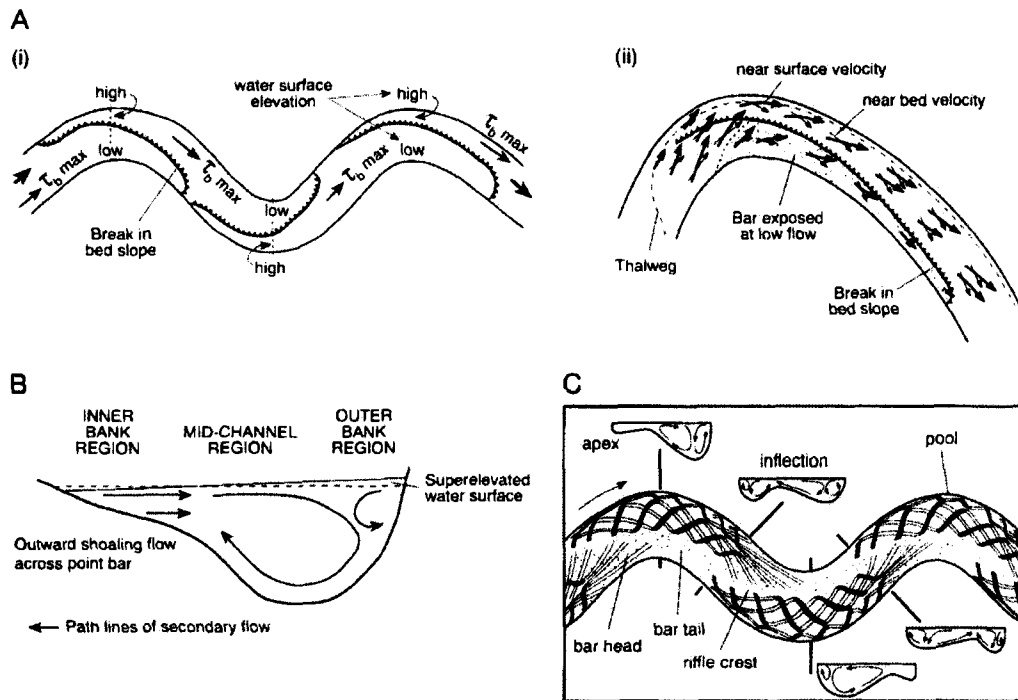 A
(i)
high
water surface
elevation
high
τb max
low
τb max
low
τb max
low
τb max
Break in
bed slope
high
(ii)
near surface velocity
near bed velocity
Bar exposed
at low flow
Thalweg
Break in
bed slope
B
INNER
BANK
REGION
MID-CHANNEL
REGION
OUTER
BANK
REGION
Superelevated
water surface
Outward shoaling flow
across point bar
Path lines of secondary flow
C
apex
inflection
pool
bar head
bar tail
riffle crest